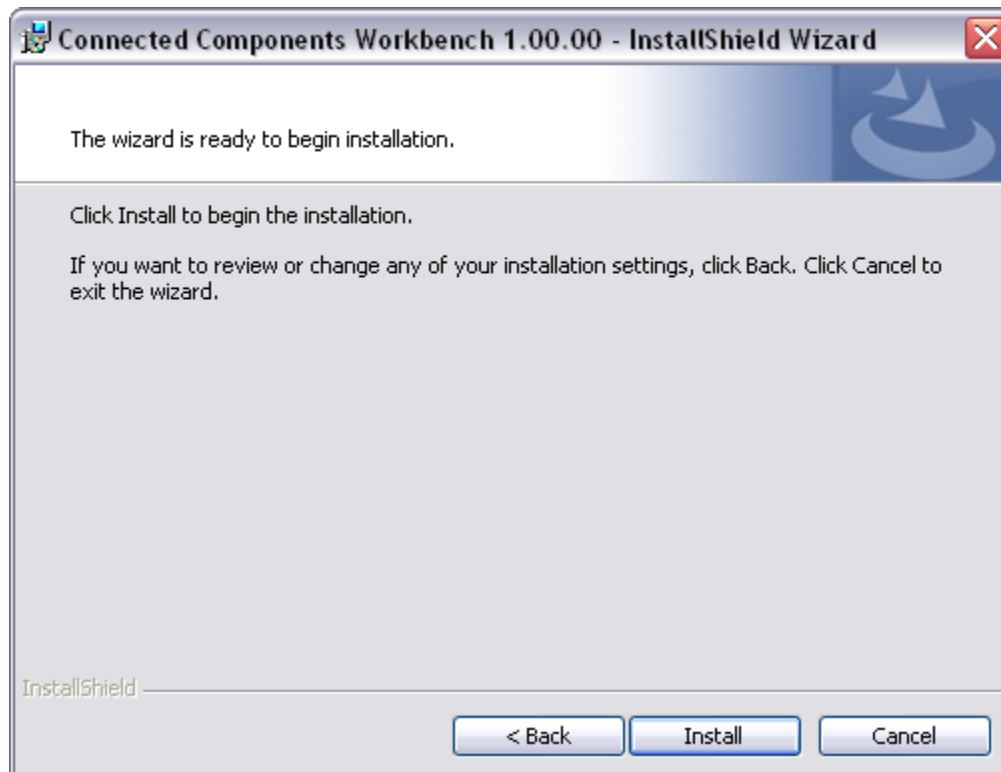 Connected Components Workbench 1.00.00 - InstallShield Wizard
The wizard is ready to begin installation.
Click Install to begin the installation.
If you want to review or change any of your installation settings, click Back. Click Cancel to
exit the wizard.
InstallShield
< Back
Install
Cancel